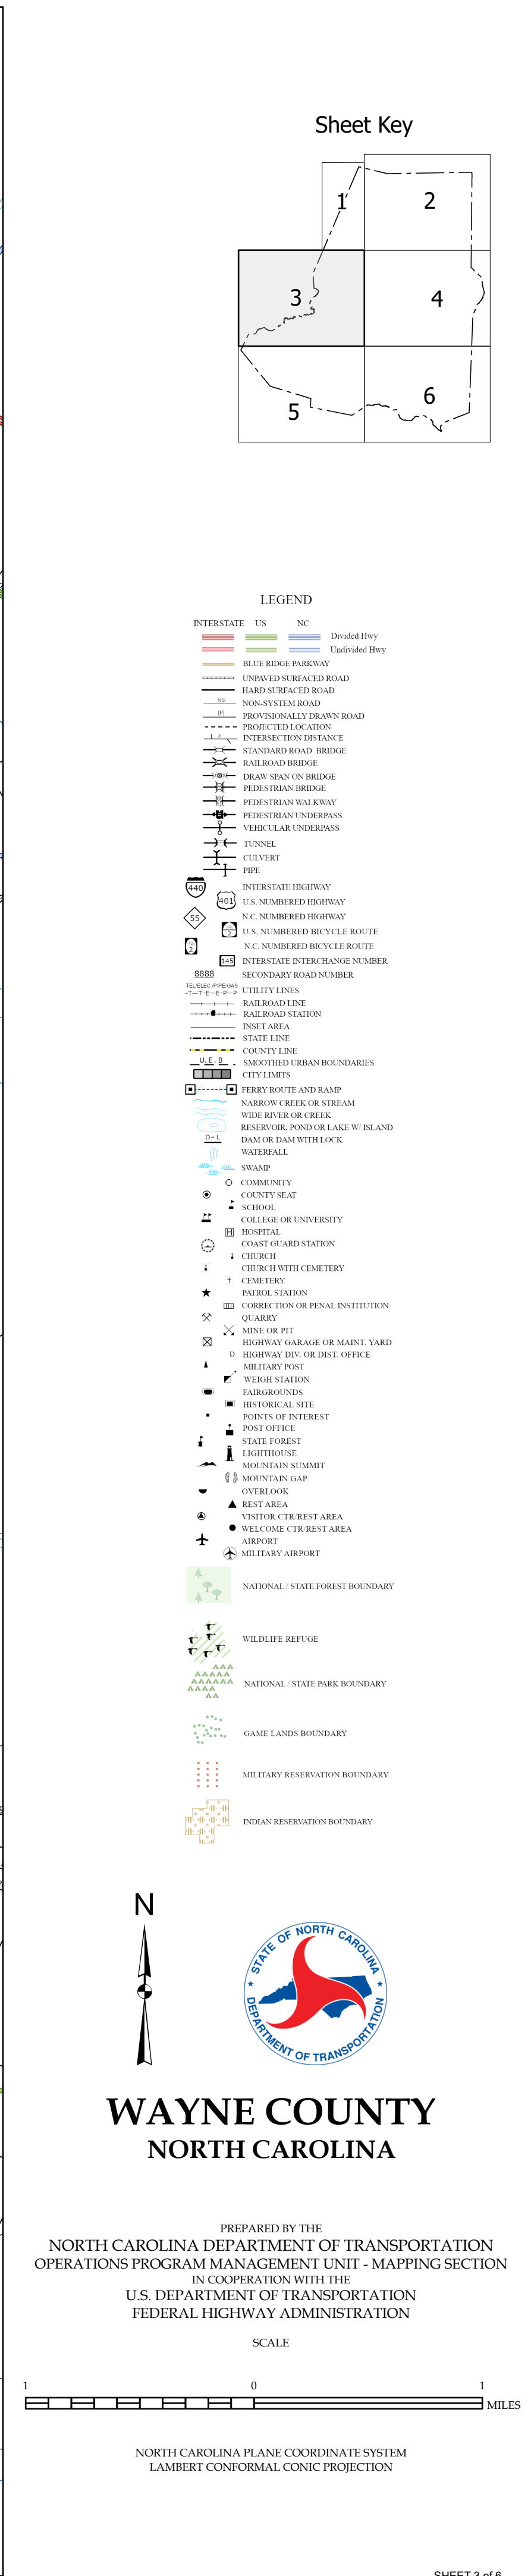 Sheet Key
1
2
3
4
5
6
LEGEND
INTERSTATE US NC
Divided Hwy
Undivided Hwy
BLUE RIDGE PARKWAY
UNPAVED SURFACED ROAD
HARD SURFACED ROAD
NS NON-SYSTEM ROAD
[P] PROVISIONALLY DRAWN ROAD
PROJECTED LOCATION
INTERSECTION DISTANCE
STANDARD ROAD BRIDGE
RAILROAD BRIDGE
DRAW SPAN ON BRIDGE
PEDESTRIAN BRIDGE
PEDESTRIAN WALKWAY
PEDESTRIAN UNDERPASS
VEHICULAR UNDERPASS
TUNNEL
CULVERT
PIPE
440 INTERSTATE HIGHWAY
401 U.S. NUMBERED HIGHWAY
55 N.C. NUMBERED HIGHWAY
2 U.S. NUMBERED BICYCLE ROUTE
2 N.C. NUMBERED BICYCLE ROUTE
145 INTERSTATE INTERCHANGE NUMBER
8888 SECONDARY ROAD NUMBER
TEL/ELEC/PIPE/GAS
-T—T-E—E-P—P UTILITY LINES
RAILROAD LINE
RAILROAD STATION
INSET AREA
STATE LINE
COUNTY LINE
U.E.B SMOOTHED URBAN BOUNDARIES
CITY LIMITS
FERRY ROUTE AND RAMP
NARROW CREEK OR STREAM
WIDE RIVER OR CREEK
RESERVOIR, POND OR LAKE W/ ISLAND
D-L DAM OR DAM WITH LOCK
WATERFALL
SWAMP
COMMUNITY
COUNTY SEAT
SCHOOL
COLLEGE OR UNIVERSITY
H HOSPITAL
COAST GUARD STATION
CHURCH
CHURCH WITH CEMETERY
CEMETERY
PATROL STATION
CORRECTION OR PENAL INSTITUTION
QUARRY
MINE OR PIT
HIGHWAY GARAGE OR MAINT. YARD
D HIGHWAY DIV. OR DIST. OFFICE
MILITARY POST
WEIGH STATION
FAIRGROUNDS
HISTORICAL SITE
POINTS OF INTEREST
POST OFFICE
STATE FOREST
LIGHTHOUSE
MOUNTAIN SUMMIT
MOUNTAIN GAP
OVERLOOK
REST AREA
VISITOR CTR/REST AREA
WELCOME CTR/REST AREA
AIRPORT
MILITARY AIRPORT
NATIONAL / STATE FOREST BOUNDARY
WILDLIFE REFUGE
NATIONAL / STATE PARK BOUNDARY
GAME LANDS BOUNDARY
MILITARY RESERVATION BOUNDARY
INDIAN RESERVATION BOUNDARY
N
STATE OF NORTH CAROLINA
DEPARTMENT OF TRANSPORTATION
WAYNE COUNTY
NORTH CAROLINA
PREPARED BY THE
NORTH CAROLINA DEPARTMENT OF TRANSPORTATION
OPERATIONS PROGRAM MANAGEMENT UNIT - MAPPING SECTION
IN COOPERATION WITH THE
U.S. DEPARTMENT OF TRANSPORTATION
FEDERAL HIGHWAY ADMINISTRATION
SCALE
1 0 1
MILES
NORTH CAROLINA PLANE COORDINATE SYSTEM
LAMBERT CONFORMAL CONIC PROJECTION
SHEET 3 of 6